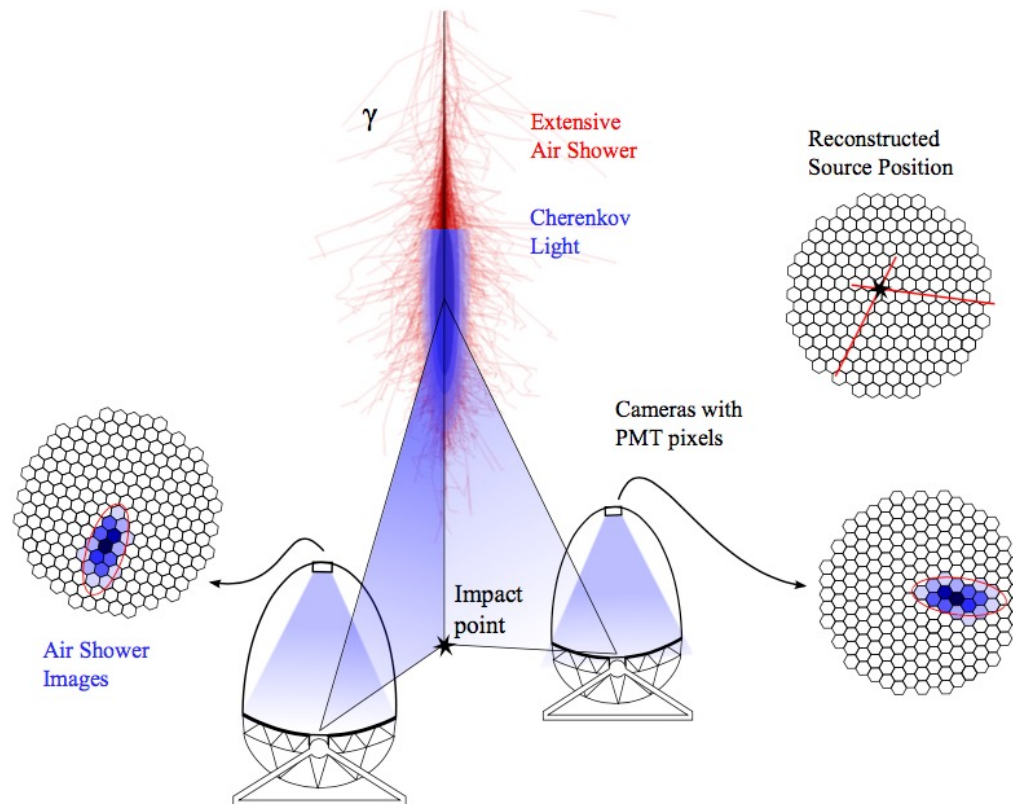 γ
Extensive
Air Shower
Reconstructed
Source Position
Cherenkov
Light
Cameras with
PMT pixels
Impact
point
Air Shower
Images